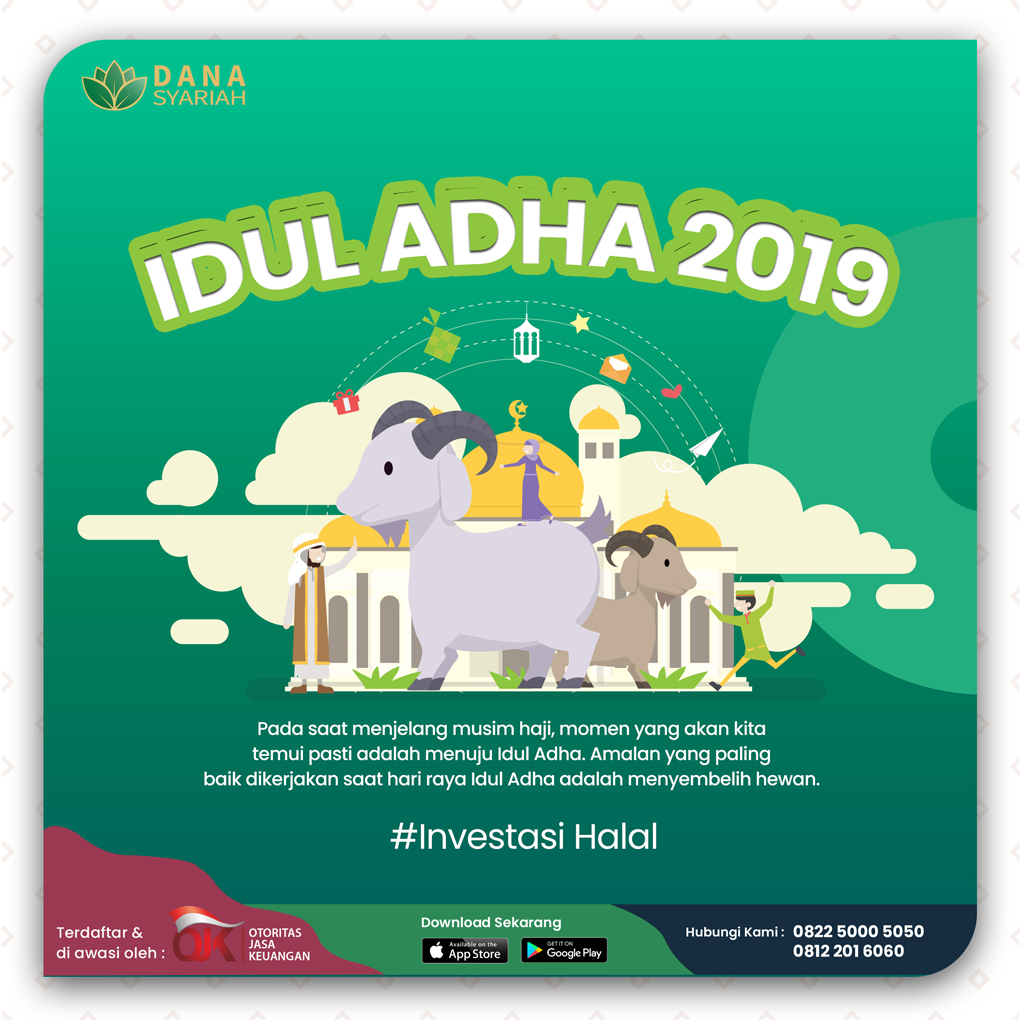 DANA
SYARIAH
IDUL ADHA 2019
Pada saat menjelang musim haji, momen yang akan kita
temui pasti adalah menuju Idul Adha. Amalan yang paling
baik dikerjakan saat hari raya Idul Adha adalah menyembelih hewan.
#Investasi Halal
Terdaftar &
di awasi oleh :
OJK
OTORITAS
JASA
KEUANGAN
Download Sekarang
Available on the
App Store
GET IT ON
Google Play
Hubungi Kami :
0822 5000 5050
0812 201 6060